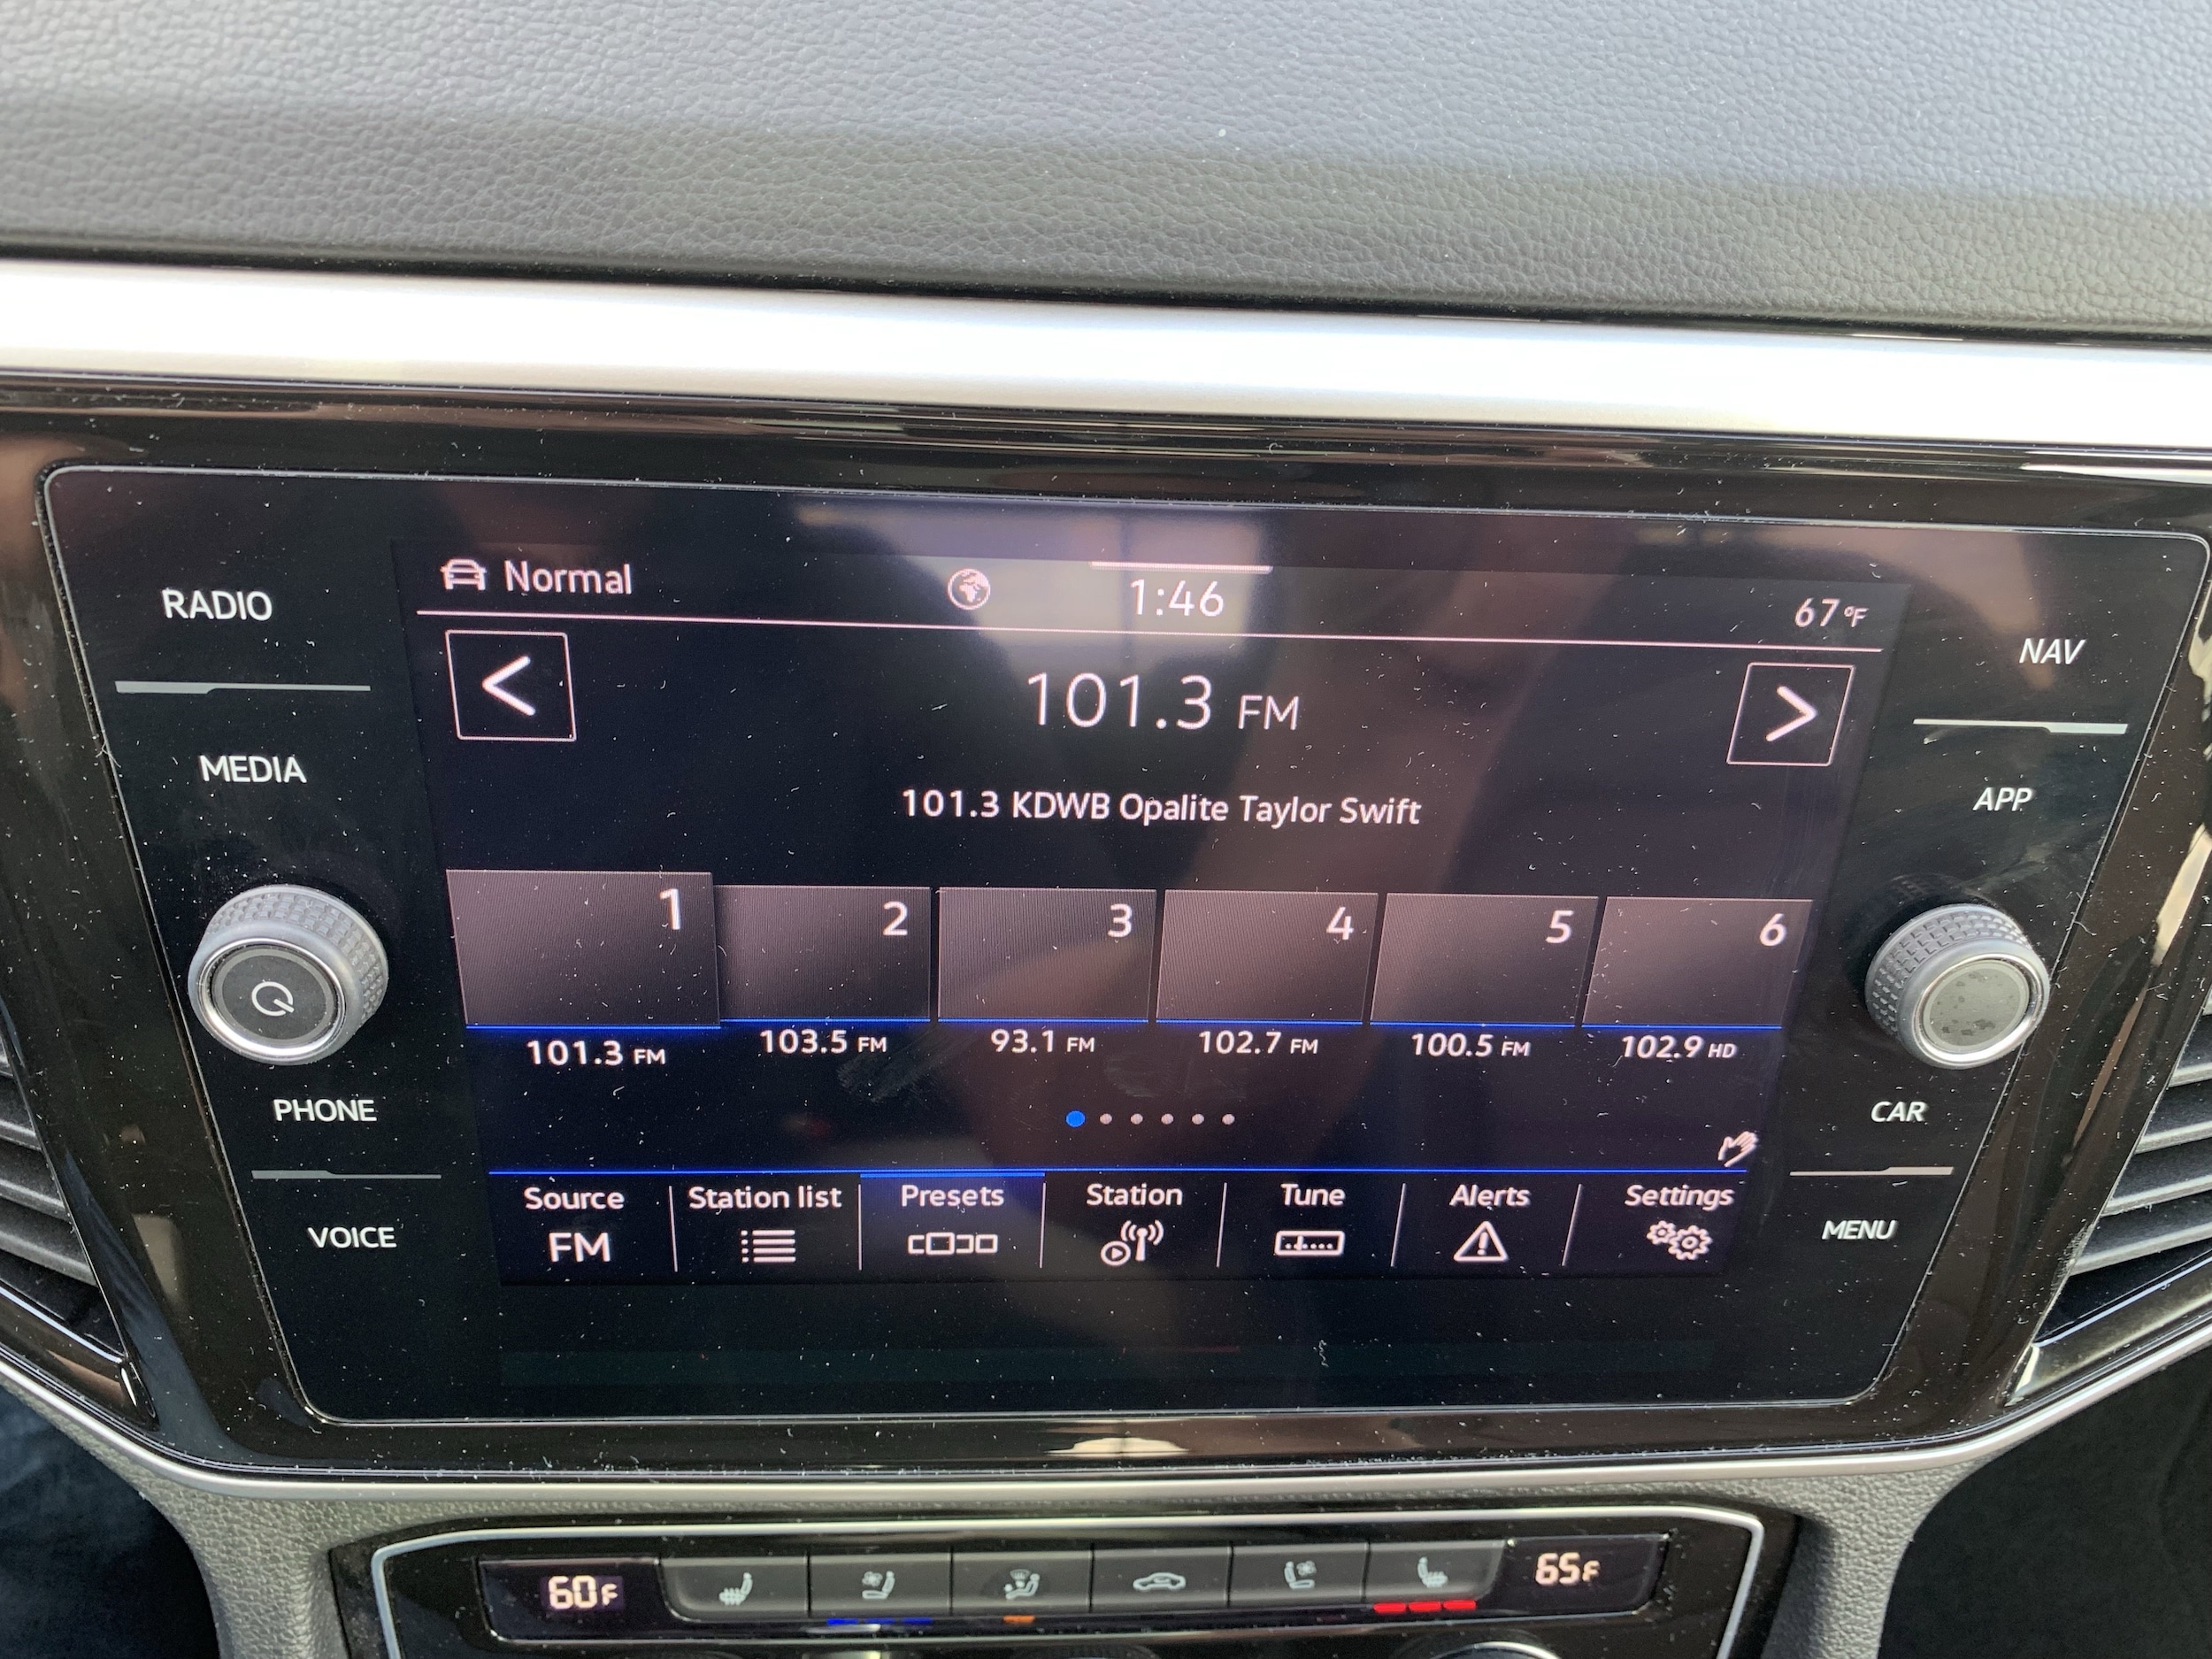 RADIO
MEDIA
PHONE
VOICE
Normal
1:46
67°F
101.3 FM
101.3 KDWB Opalite Taylor Swift
1 2 3 4 5 6
101.3 FM 103.5 FM 93.1 FM 102.7 FM 100.5 FM 102.9 HD
Source Station list Presets Station Tune Alerts Settings
FM
NAV
APP
CAR
MENU
60F
65F